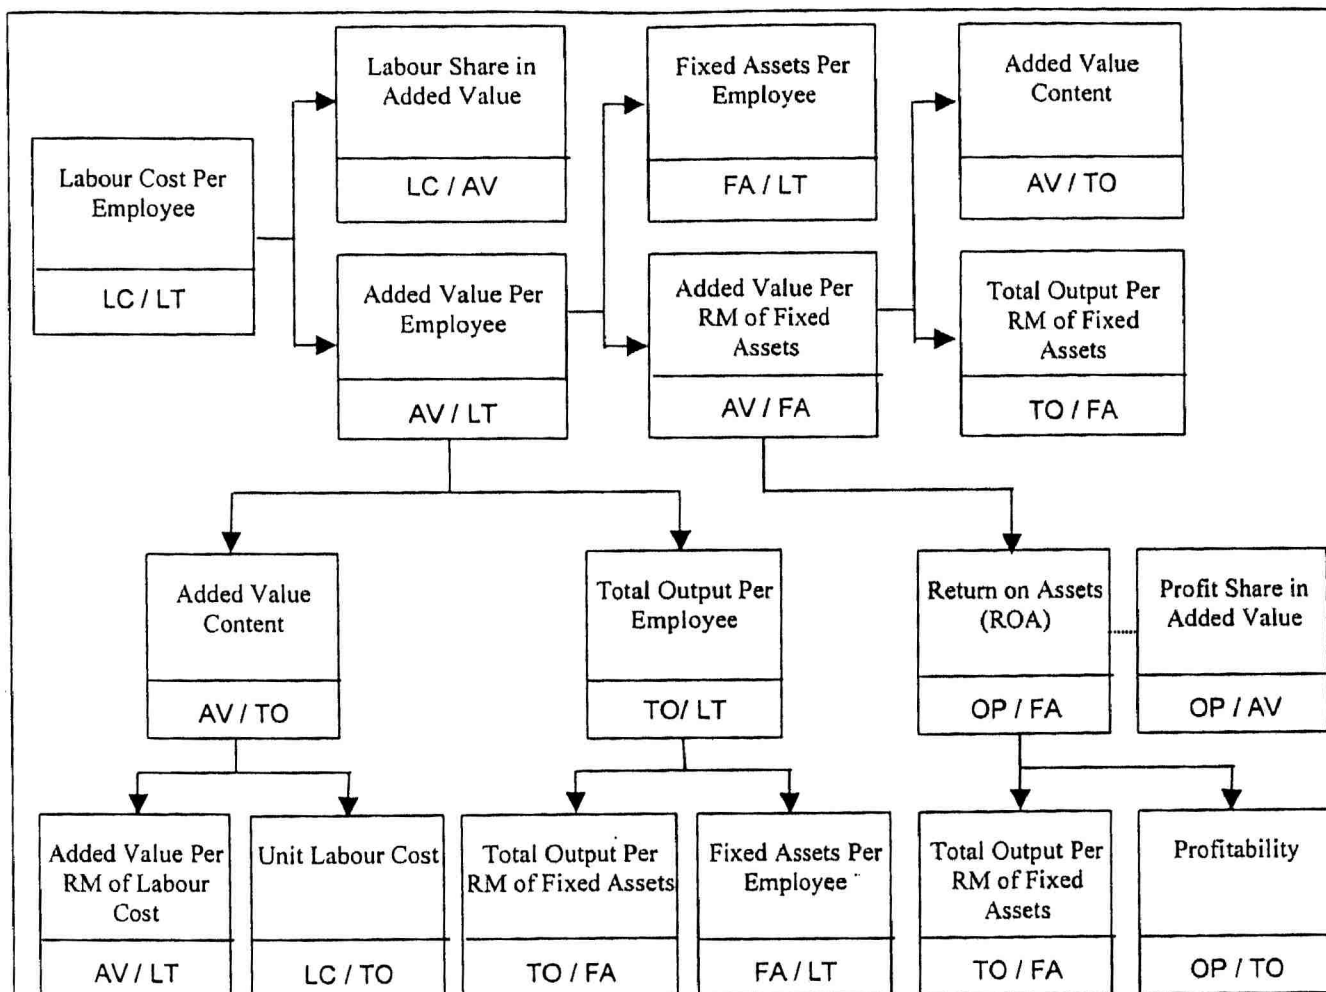 Labour Cost Per
Employee
LC / LT
Labour Share in
Added Value
LC / AV
Fixed Assets Per
Employee
FA / LT
Added Value
Content
AV / TO
Added Value Per
Employee
AV / LT
Added Value Per
RM of Fixed
Assets
AV / FA
Total Output Per
RM of Fixed
Assets
TO / FA
Added Value
Content
AV / TO
Total Output Per
Employee
TO/ LT
Return on Assets
(ROA)
OP / FA
Profit Share in
Added Value
OP / AV
Added Value Per
RM of Labour
Cost
AV / LT
Unit Labour Cost
LC / TO
Total Output Per
RM of Fixed Assets
TO / FA
Fixed Assets Per
Employee
FA / LT
Total Output Per
RM of Fixed
Assets
TO / FA
Profitability
OP / TO